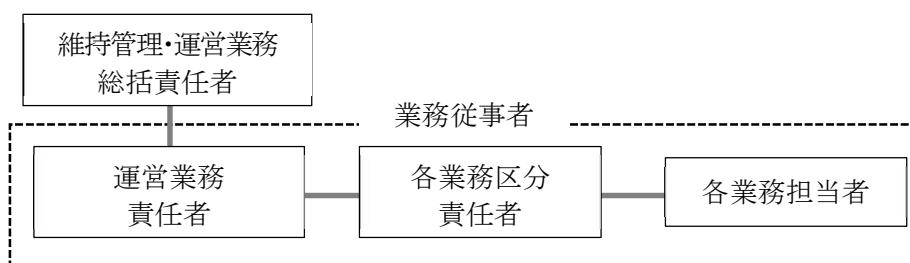 維持管理・運営業務
総括責任者
業務従事者
運営業務
責任者
各業務区分
責任者
各業務担当者